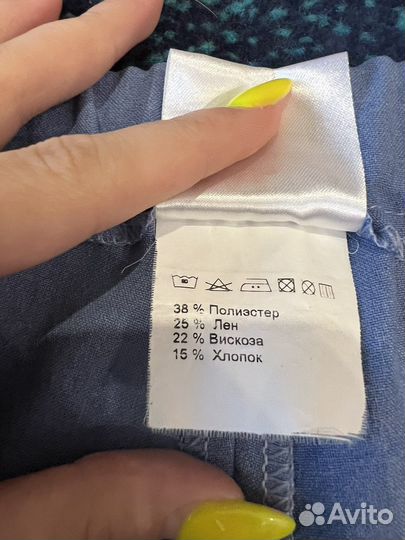 38 % Полиэстер
25 % Лен
22 % Вискоза
15 % Хлопок
Avito